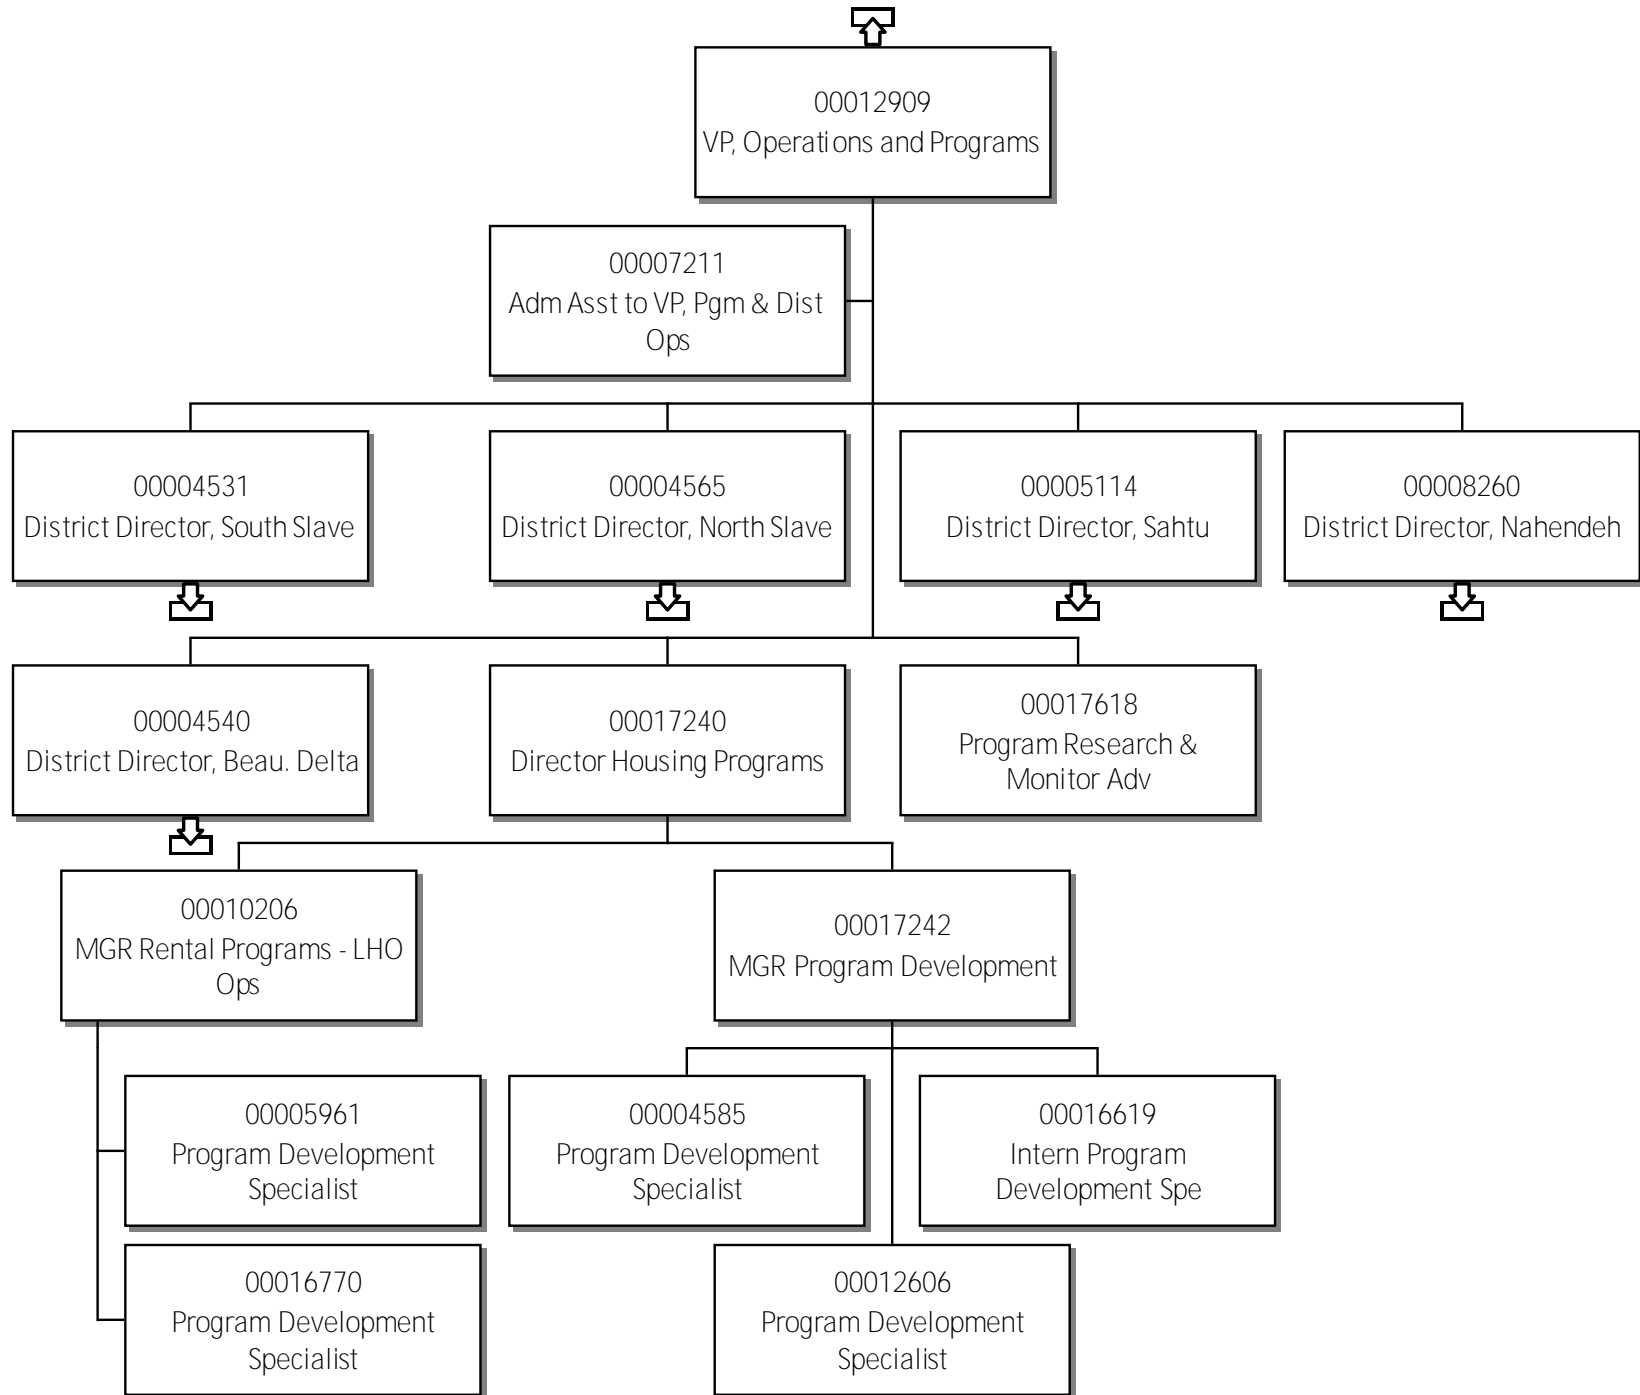 00012909
VP, Operations and Programs
00007211
Adm Asst to VP, Pgm & Dist
Ops
00004531
District Director, South Slave
00004565
District Director, North Slave
00005114
District Director, Sahtu
00008260
District Director, Nahendeh
00004540
District Director, Beau. Delta
00017240
Director Housing Programs
00017618
Program Research &
Monitor Adv
00010206
MGR Rental Programs - LHO
Ops
00017242
MGR Program Development
00005961
Program Development
Specialist
00004585
Program Development
Specialist
00016619
Intern Program
Development Spe
00016770
Program Development
Specialist
00012606
Program Development
Specialist